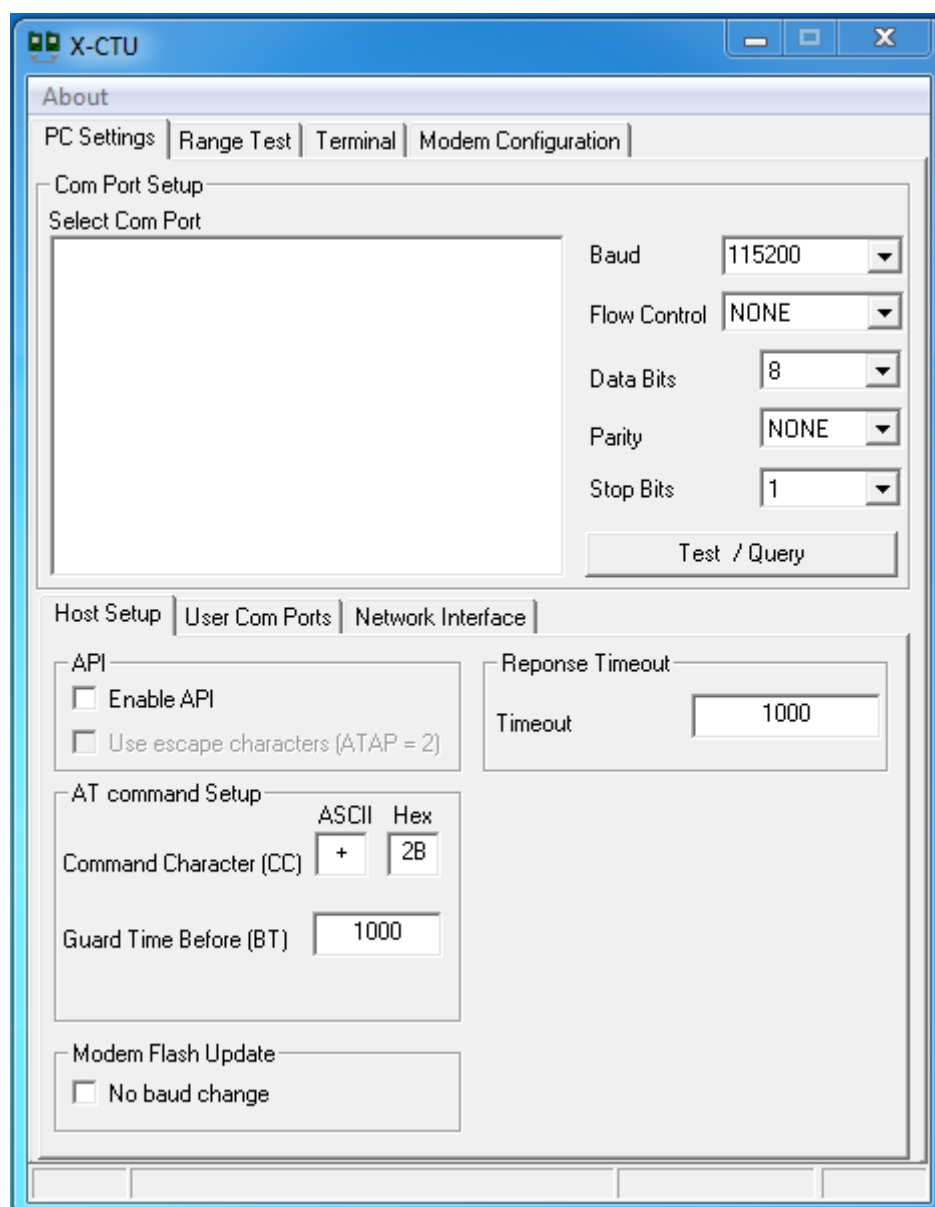 X-CTU
About
PC Settings Range Test Terminal Modem Configuration
Com Port Setup
Select Com Port
Baud 115200
Flow Control NONE
Data Bits 8
Parity NONE
Stop Bits 1
Test / Query
Host Setup User Com Ports Network Interface
API
Enable API
Use escape characters (ATAP = 2)
Reponse Timeout
Timeout 1000
AT command Setup
ASCII Hex
Command Character (CC) + 2B
Guard Time Before (BT) 1000
Modem Flash Update
No baud change